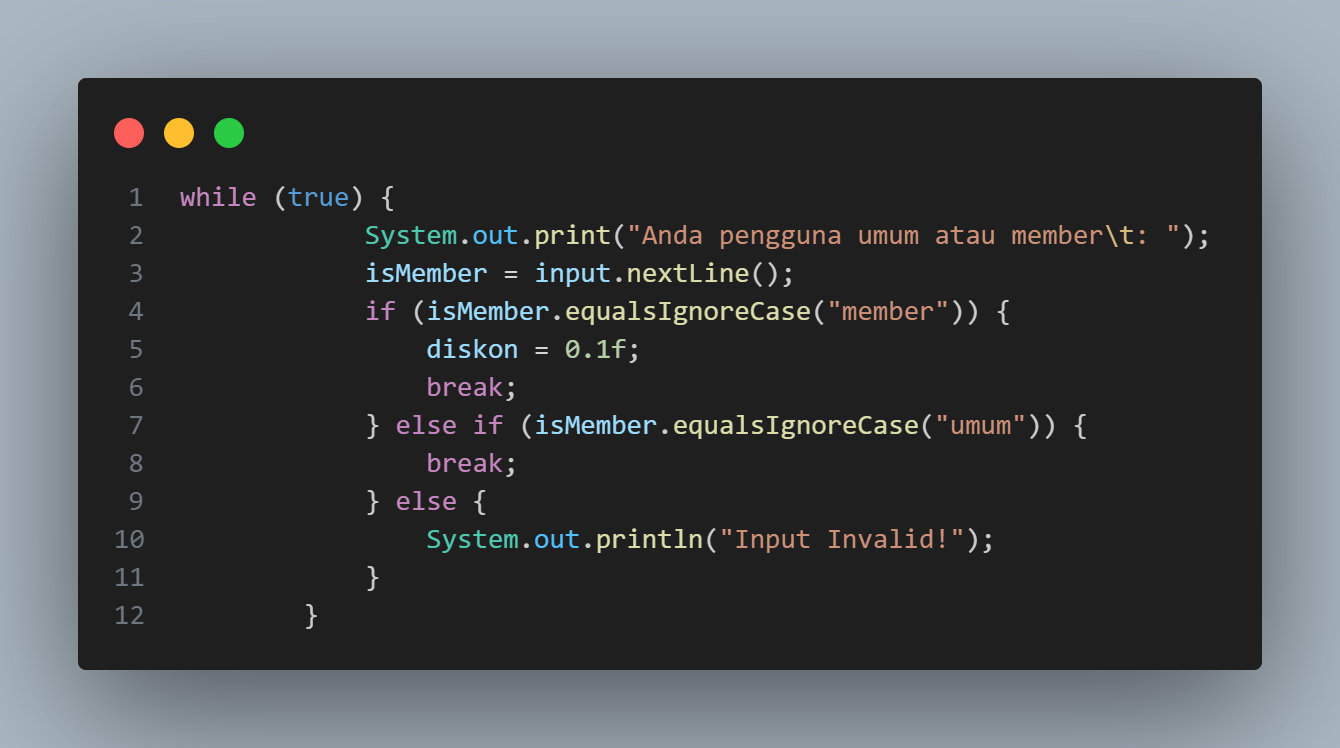 1 while (true) {
2             System.out.print("Anda pengguna umum atau member\t: ");
3             isMember = input.nextLine();
4             if (isMember.equalsIgnoreCase("member")) {
5                 diskon = 0.1f;
6                 break;
7             } else if (isMember.equalsIgnoreCase("umum")) {
8                 break;
9             } else {
10                 System.out.println("Input Invalid!");
11             }
12         }